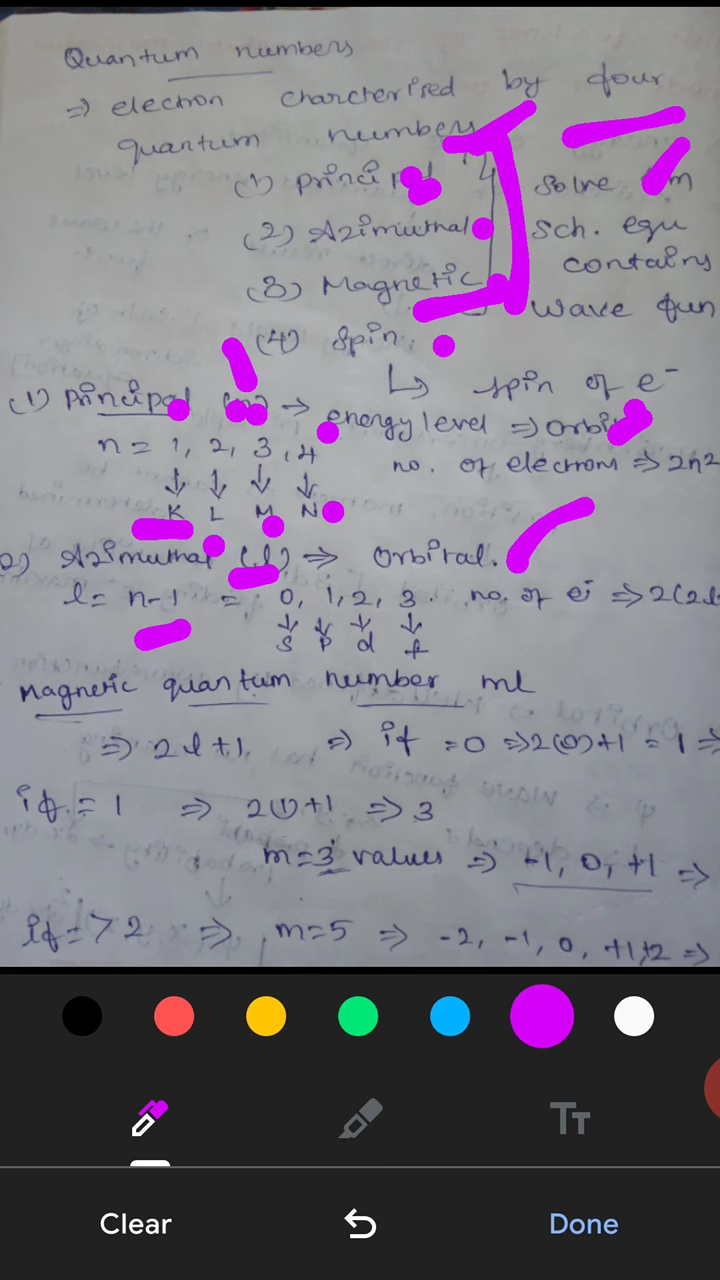 Quantum numbers
⇒ electron charcterised by four
quantum numbers
(1) Princi
(2) Azimuthal
(3) Magnetic
(4) Spin.
Solve
Sch. equ
contains
wave fun
↳ spin of e⁻
(1) Principal → energy level ⇒
n = 1, 2, 3, 4
no. of electrom ⇒ 2n²
↓ ↓ ↓ ↓
K L M N
2) Azimuthal (l) ⇒ Orbital.
l = n-1 = 0, 1, 2, 3. no. of e⁻ ⇒ 2(2l
↓ ↓ ↓ ↓
s p d f
Magnetic quantum number ml
⇒ 2l+1. ⇒ if =0 ⇒ 2(0)+1 = 1 ⇒
if = 1 ⇒ 2(1)+1 ⇒ 3
m=3 values ⇒ -1, 0, +1 ⇒
if = > 2 ⇒ m=5 ⇒ -2, -1, 0, +1,+2 ⇒
Clear
Done